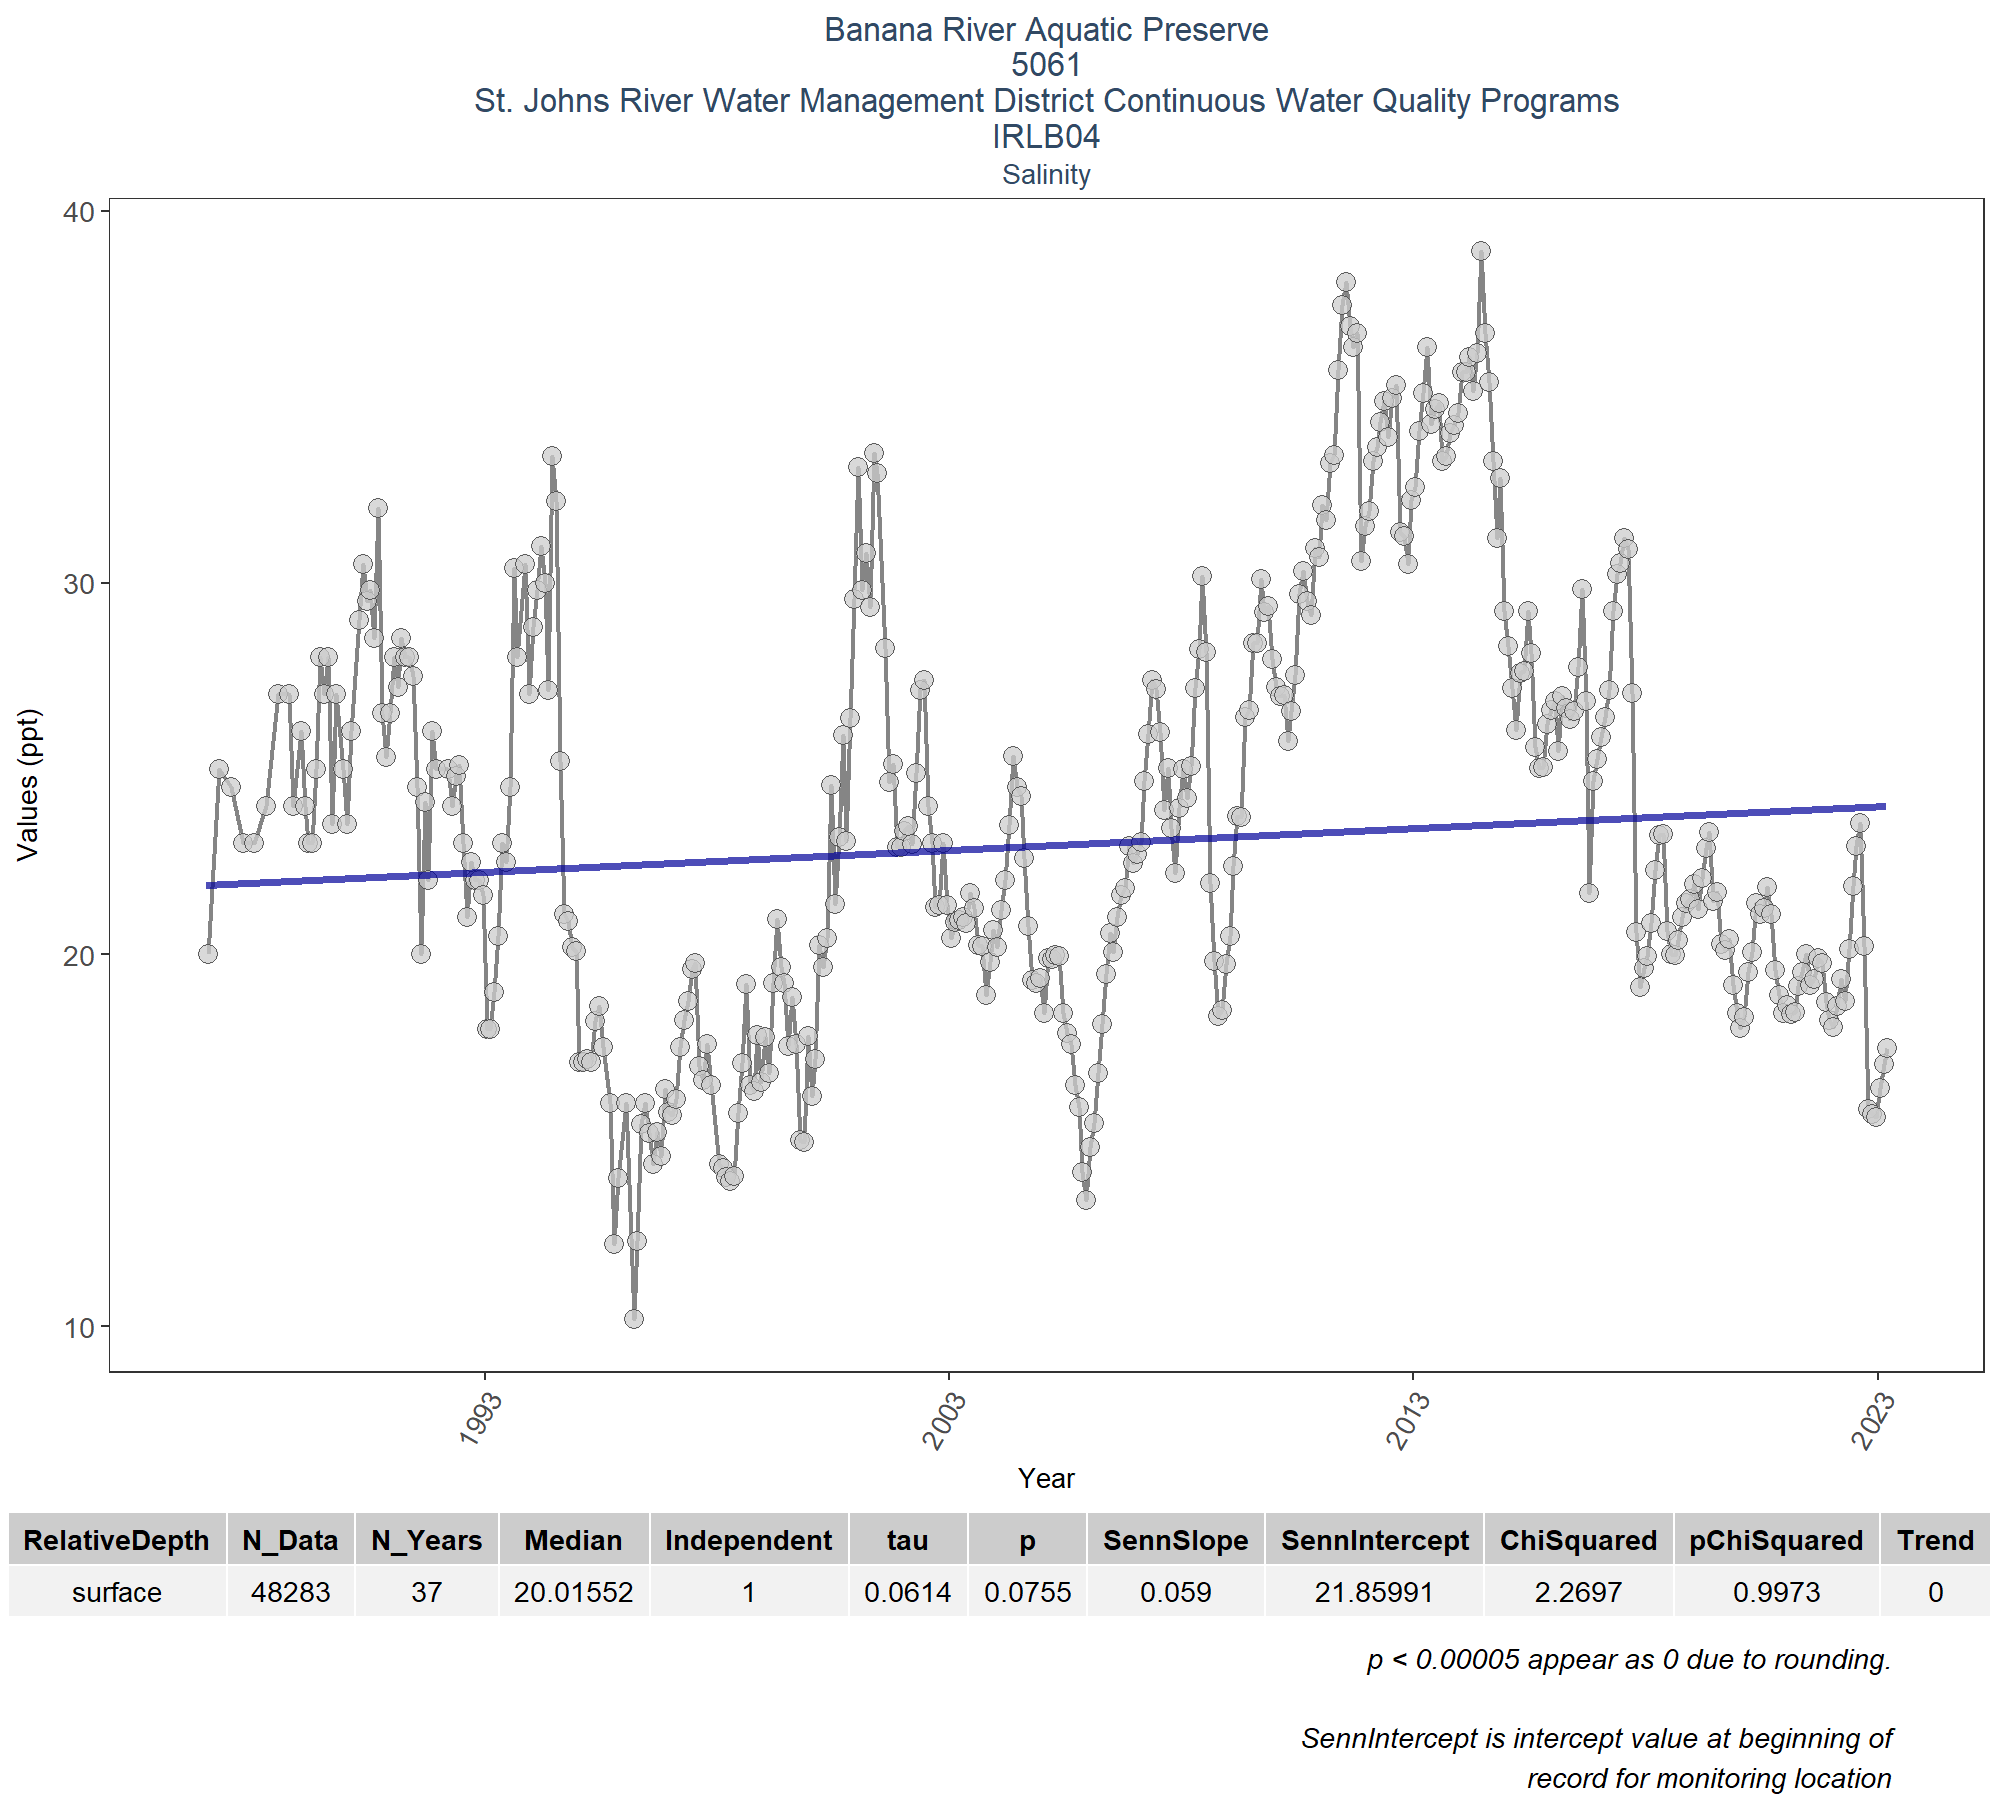 Banana River Aquatic Preserve
5061
St. Johns River Water Management District Continuous Water Quality Programs
IRLB04
Salinity
40
30
20
10
Values (ppt)
1993 2003 2013 2023
Year
RelativeDepth N_Data N_Years Median Independent tau p SennSlope SennIntercept ChiSquared pChiSquared Trend
surface 48283 37 20.01552 1 0.0614 0.0755 0.059 21.85991 2.2697 0.9973 0
p < 0.00005 appear as 0 due to rounding.
SennIntercept is intercept value at beginning of
record for monitoring location